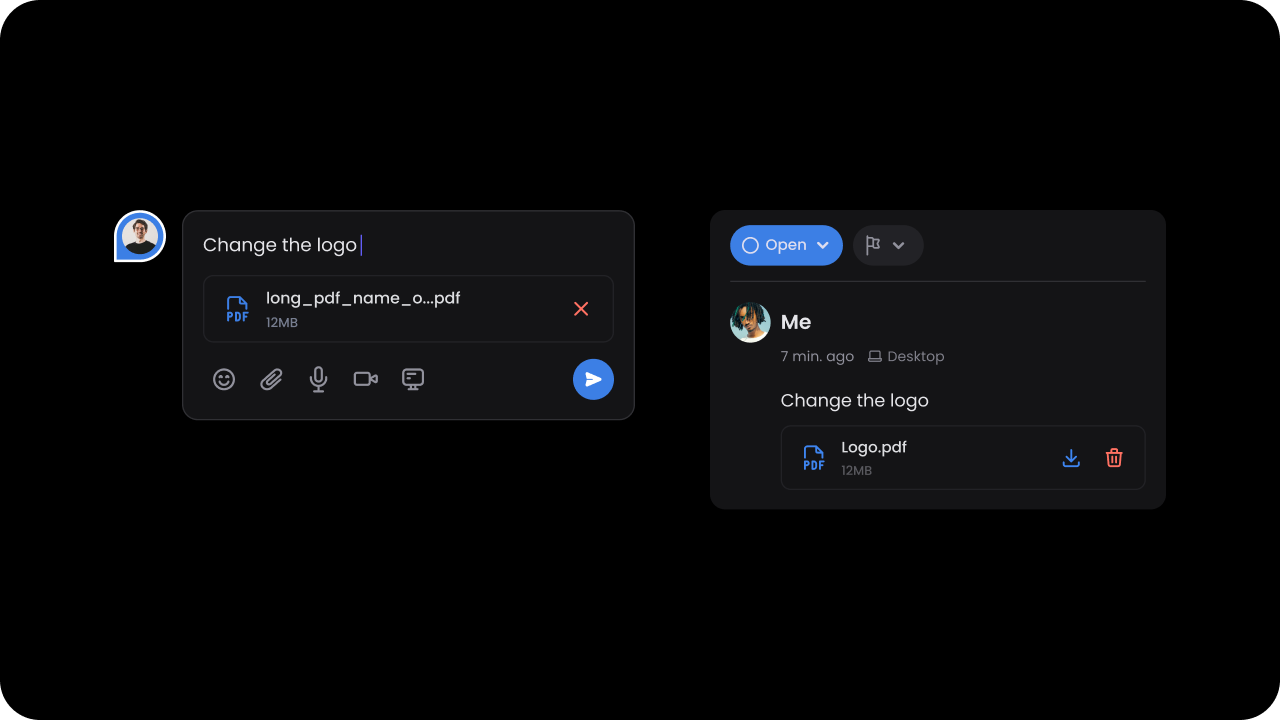 Change the logo
PDF
long_pdf_name_o...pdf
12MB
Open
Me
7 min. ago
Desktop
Change the logo
PDF
Logo.pdf
12MB